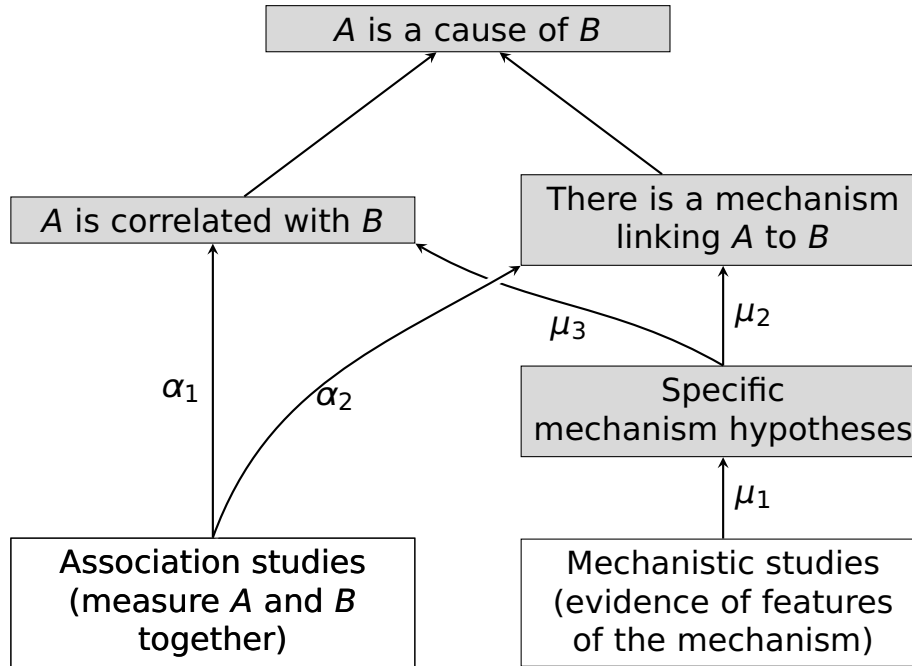 A is a cause of B
A is correlated with B
There is a mechanism
linking A to B
μ3
μ2
α1
α2
Specific
mechanism hypotheses
μ1
Association studies
(measure A and B
together)
Mechanistic studies
(evidence of features
of the mechanism)